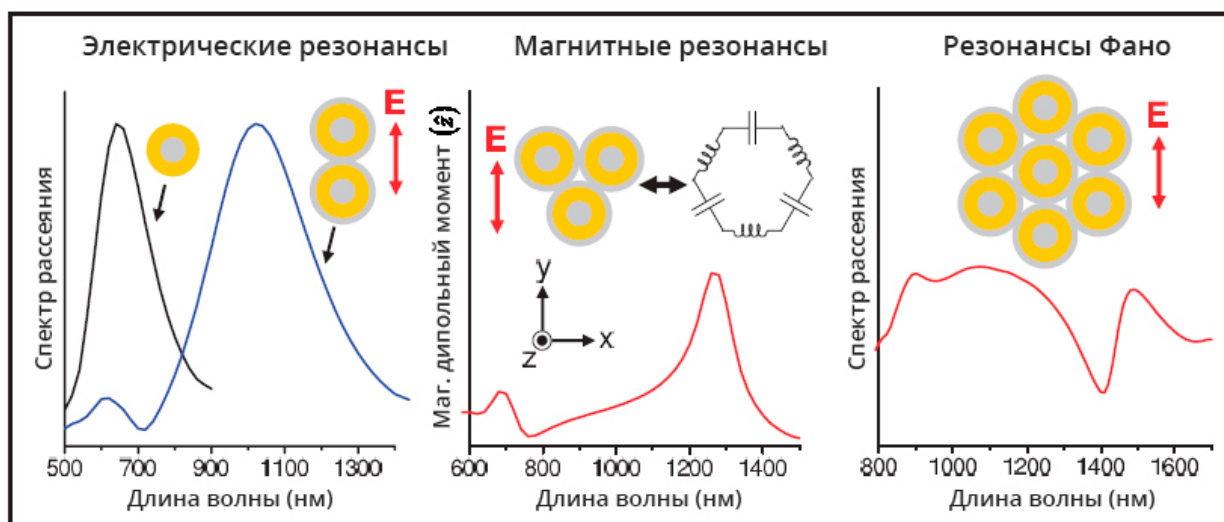 Электрические резонансы
Магнитные резонансы
Резонансы Фано
Спектр рассеяния
E
500 700 900 1100 1300
Длина волны (нм)
Маг. дипольный момент (ẑ)
E
y
x
z
600 800 1000 1200 1400
Длина волны (нм)
Спектр рассеяния
E
800 1000 1200 1400 1600
Длина волны (нм)